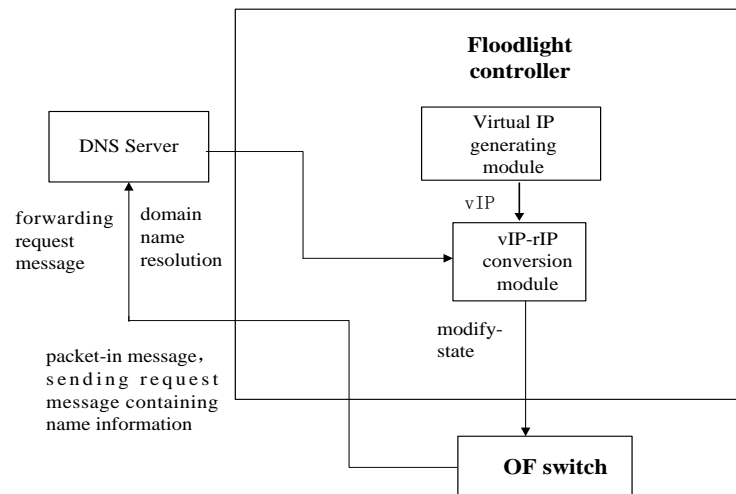 Floodlight
controller
DNS Server
Virtual IP
generating
module
vIP
vIP-rIP
conversion
module
forwarding
request
message
domain
name
resolution
modify-
state
packet-in message，
sending request
message containing
name information
OF switch